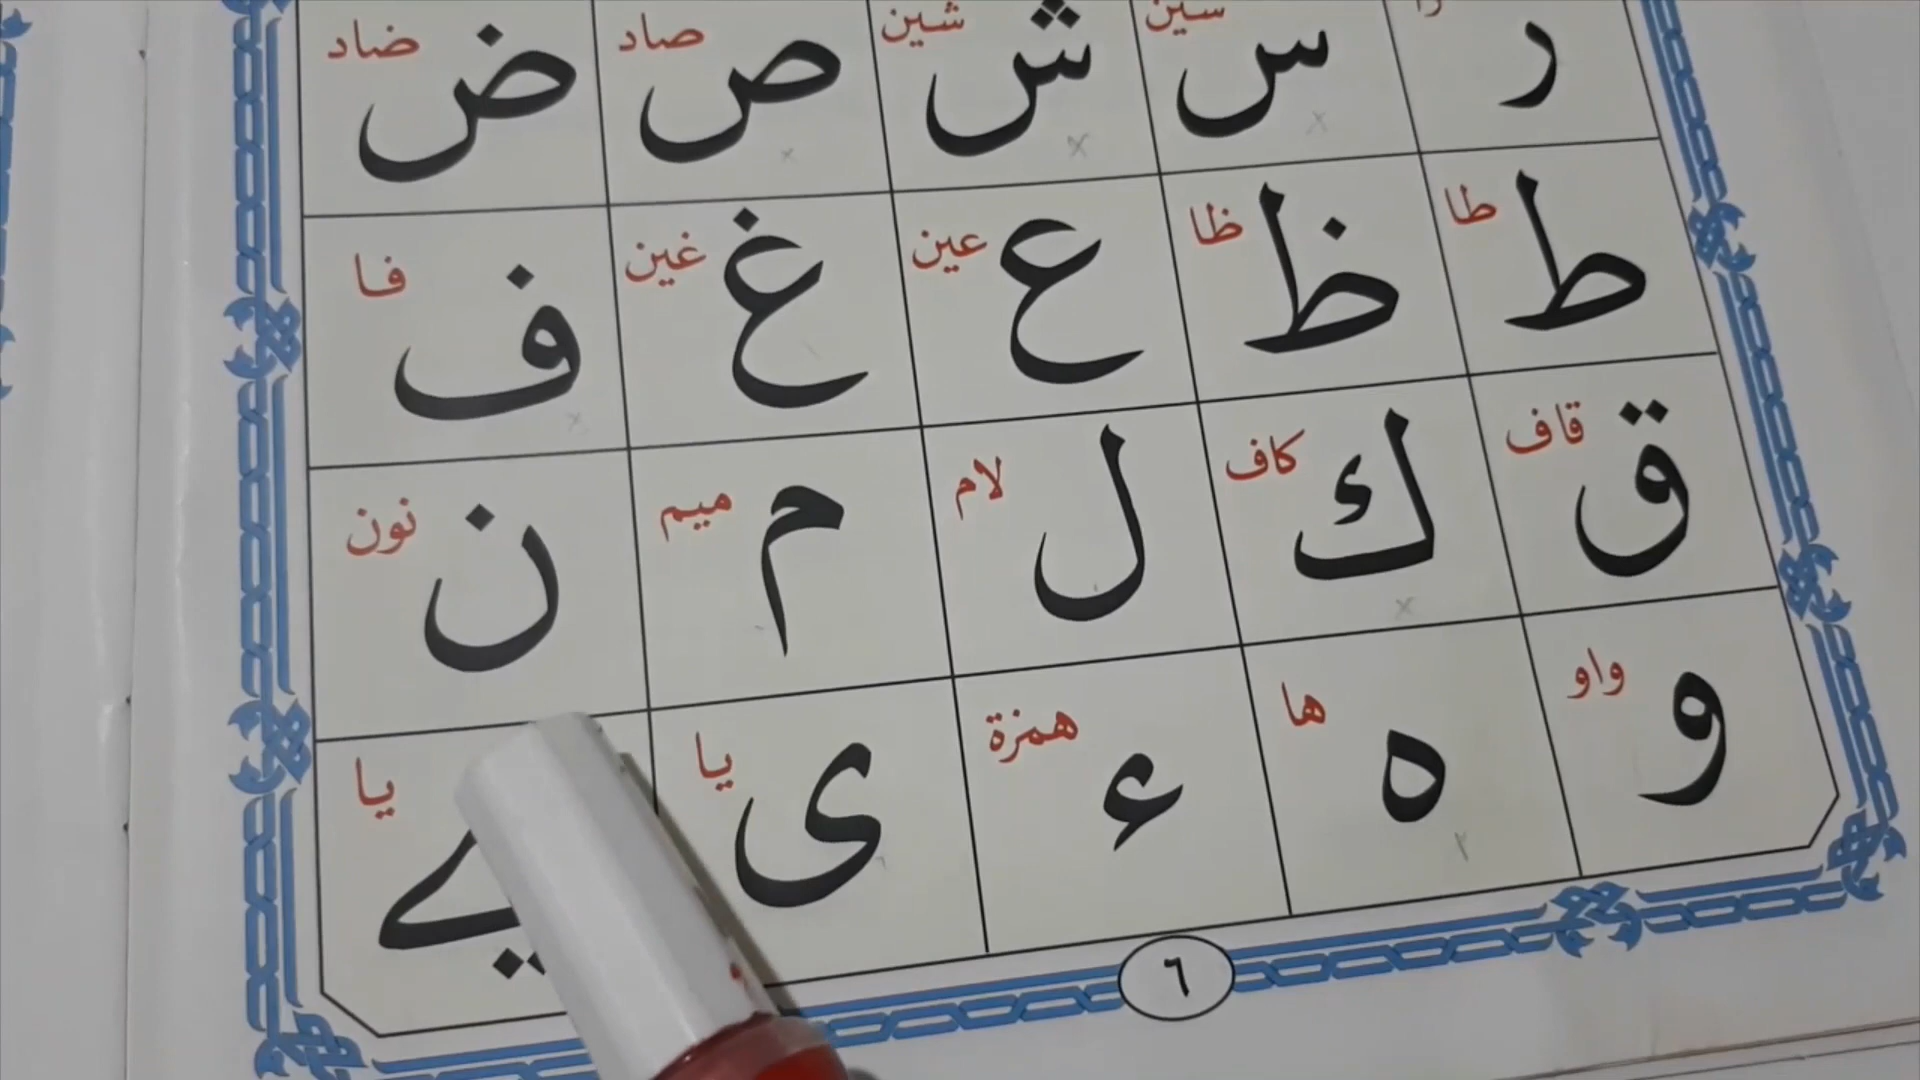 ر را س سين ش شين ص صاد ض ضاد
ط طا ظ ظا ع عين غ غين ف فا
ق قاف ك كاف ل لام م ميم ن نون
و واو ه ها ء همزة ى يا ے يا
٦